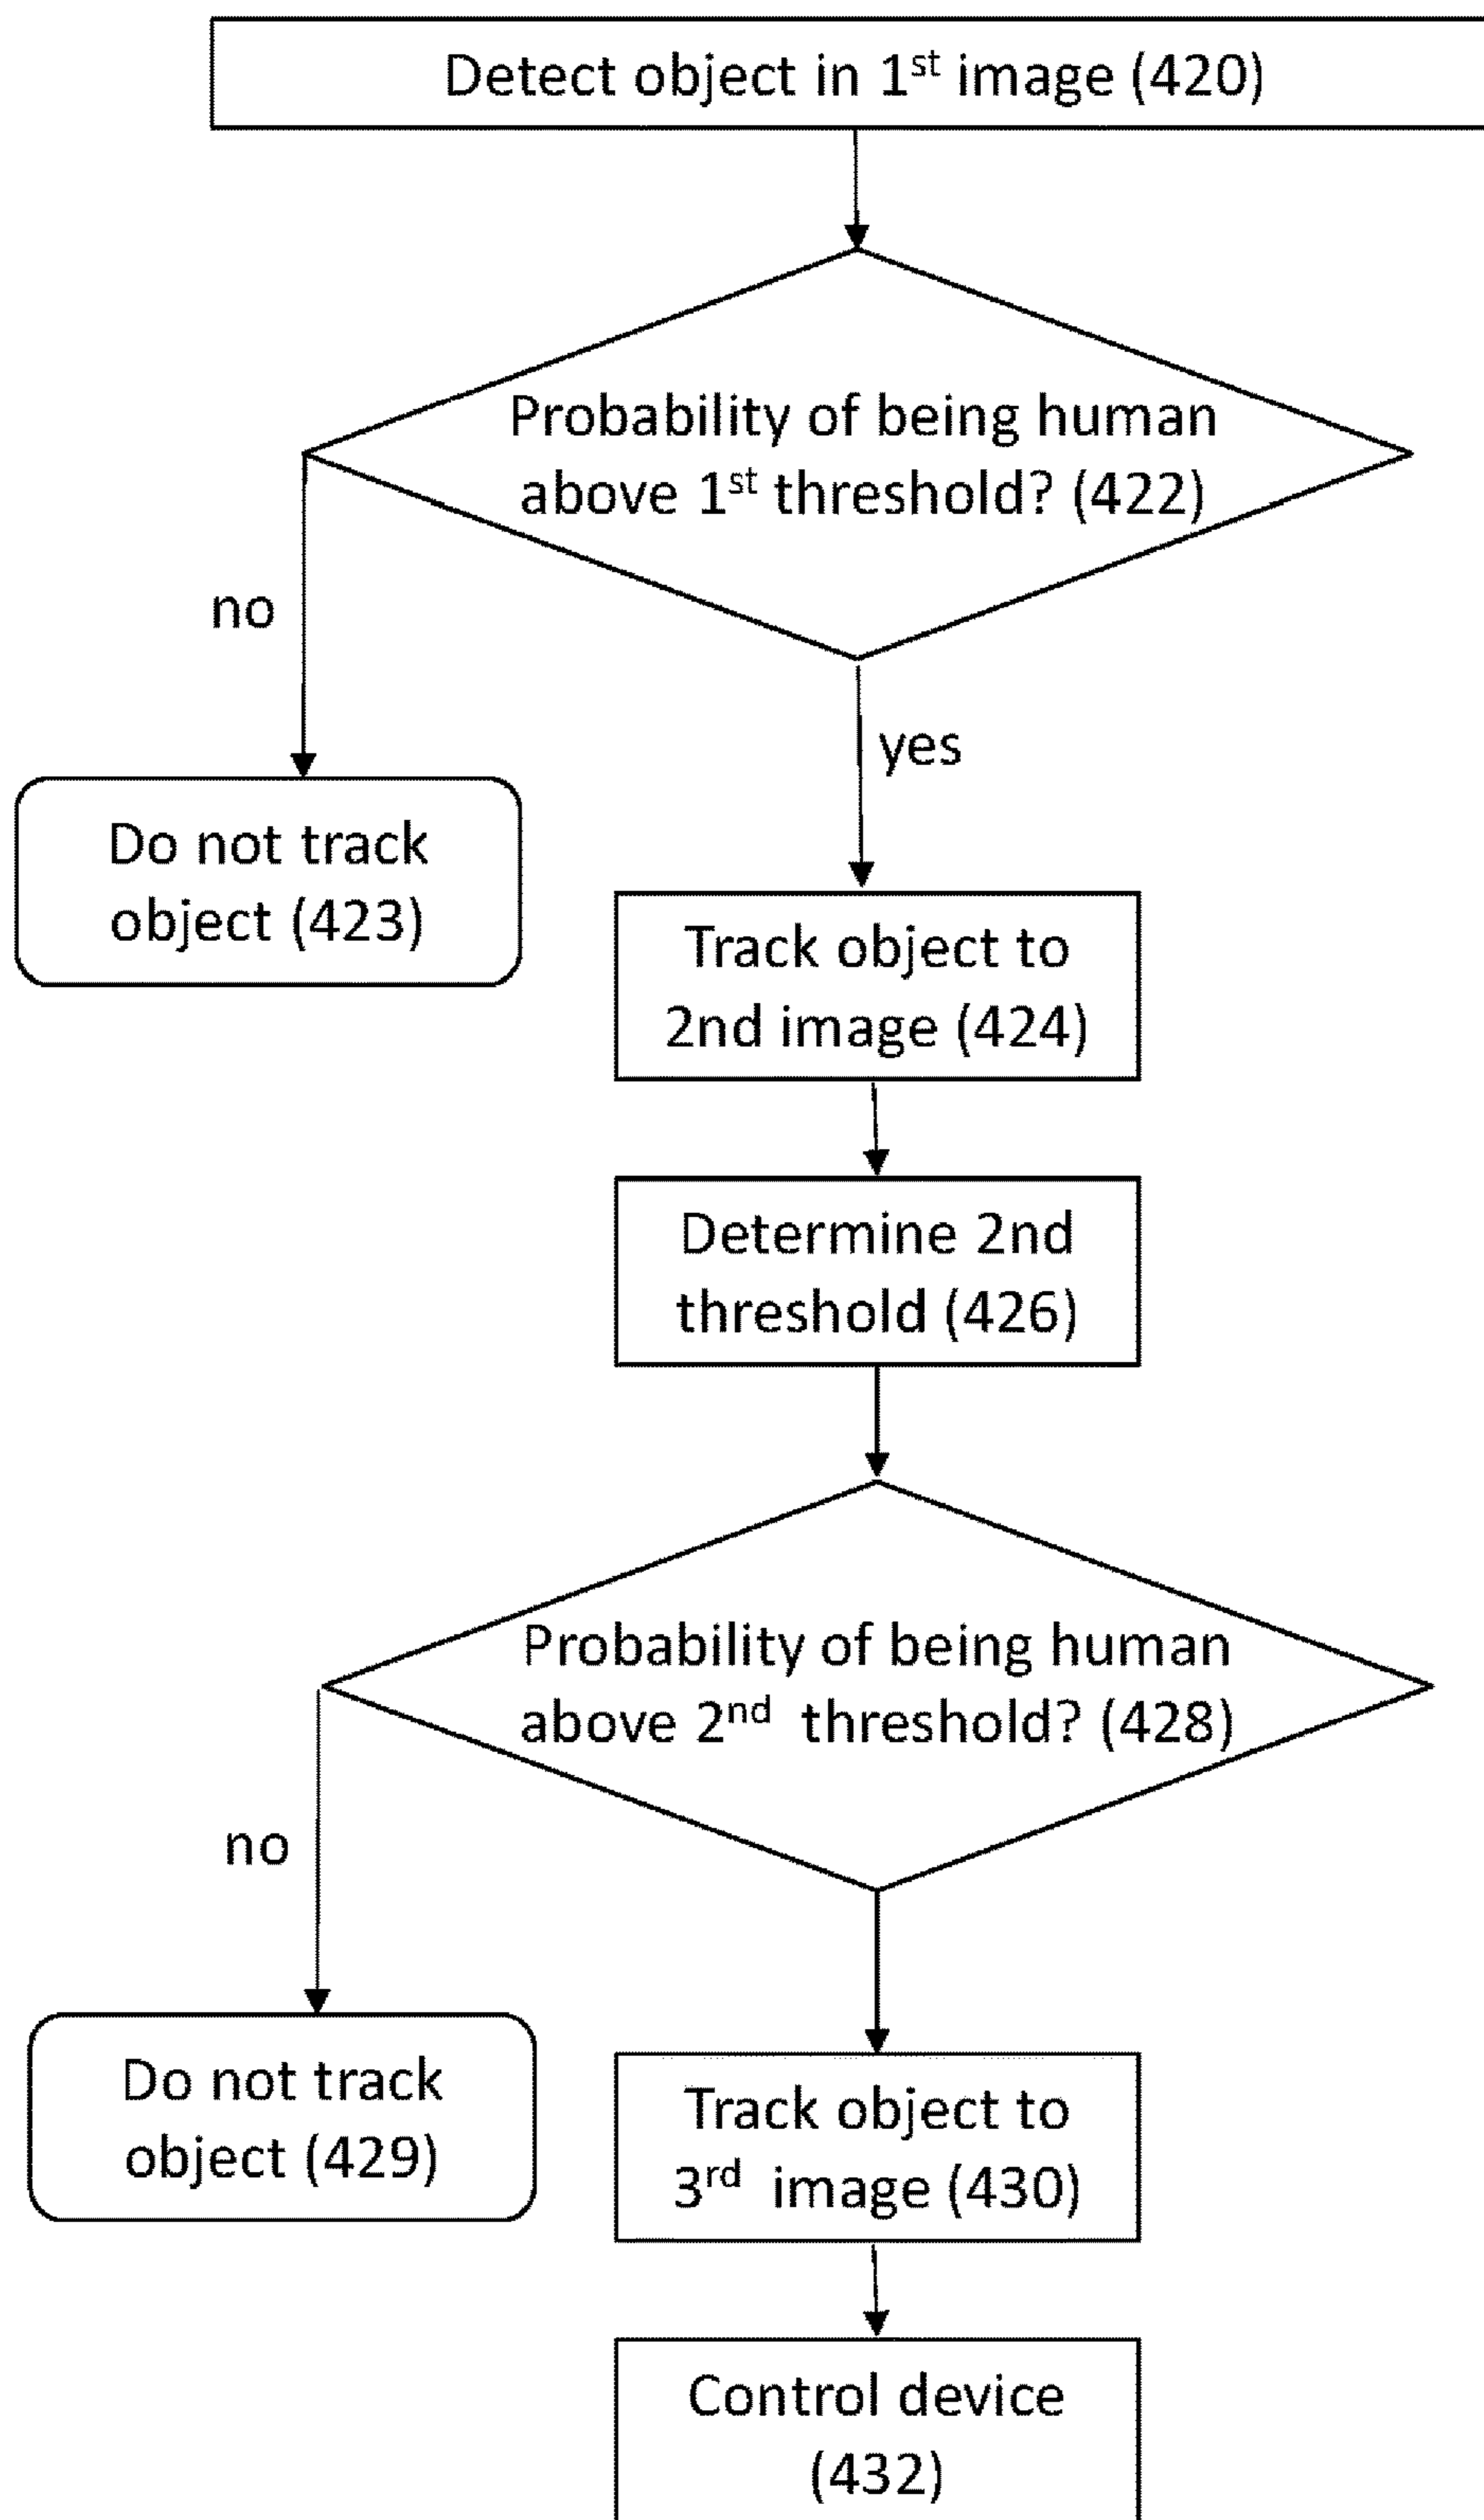 Detect object in 1st image (420)
Probability of being human
above 1st threshold? (422)
no
yes
Do not track
object (423)
Track object to
2nd image (424)
Determine 2nd
threshold (426)
Probability of being human
above 2nd threshold? (428)
no
Do not track
object (429)
Track object to
3rd image (430)
Control device
(432)